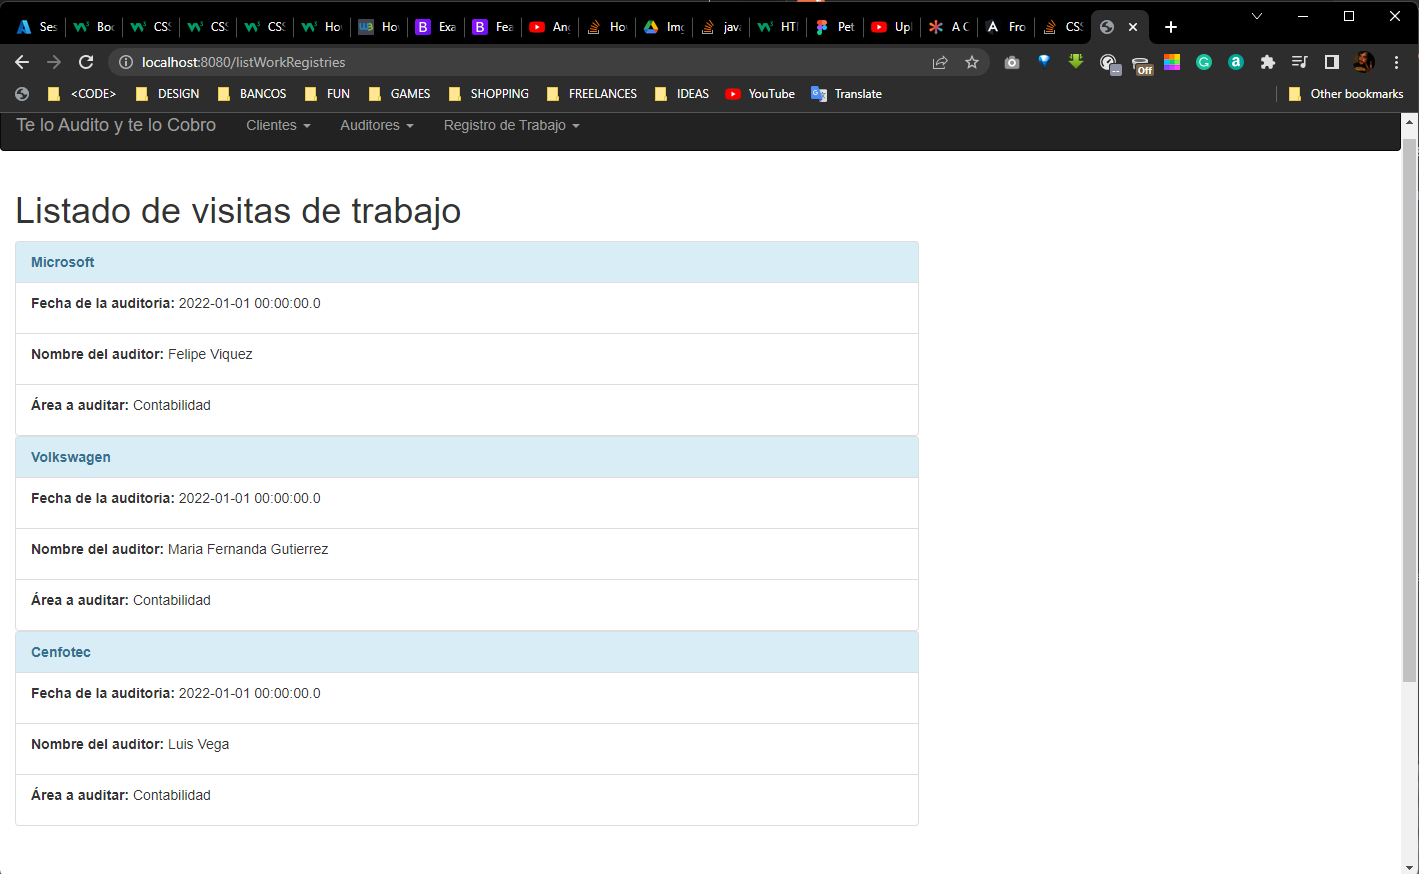 Ses Boo CSS CSS CSS Hov Hov Exa Fea Ang Hov Img java HTM Pet Upl A C Fro CSS
localhost:8080/listWorkRegistries
Off
<CODE> DESIGN BANCOS FUN GAMES SHOPPING FREELANCES IDEAS YouTube Translate Other bookmarks
Te lo Audito y te lo Cobro Clientes Auditores Registro de Trabajo
Listado de visitas de trabajo
Microsoft
Fecha de la auditoria: 2022-01-01 00:00:00.0
Nombre del auditor: Felipe Viquez
Área a auditar: Contabilidad
Volkswagen
Fecha de la auditoria: 2022-01-01 00:00:00.0
Nombre del auditor: Maria Fernanda Gutierrez
Área a auditar: Contabilidad
Cenfotec
Fecha de la auditoria: 2022-01-01 00:00:00.0
Nombre del auditor: Luis Vega
Área a auditar: Contabilidad